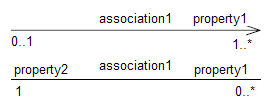 association1 property1
0..1 1..*
property2 association1 property1
1 0..*